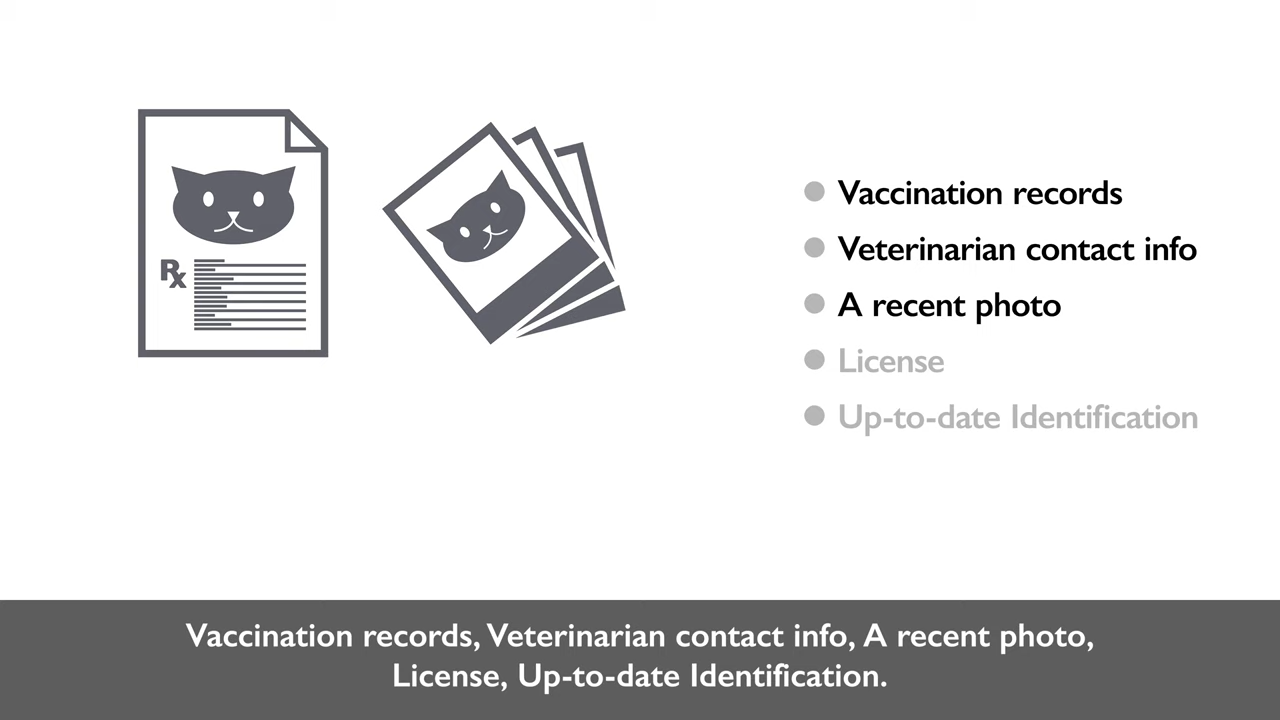 Rx
Vaccination records
Veterinarian contact info
A recent photo
License
Up-to-date Identification
Vaccination records, Veterinarian contact info, A recent photo,
License, Up-to-date Identification.